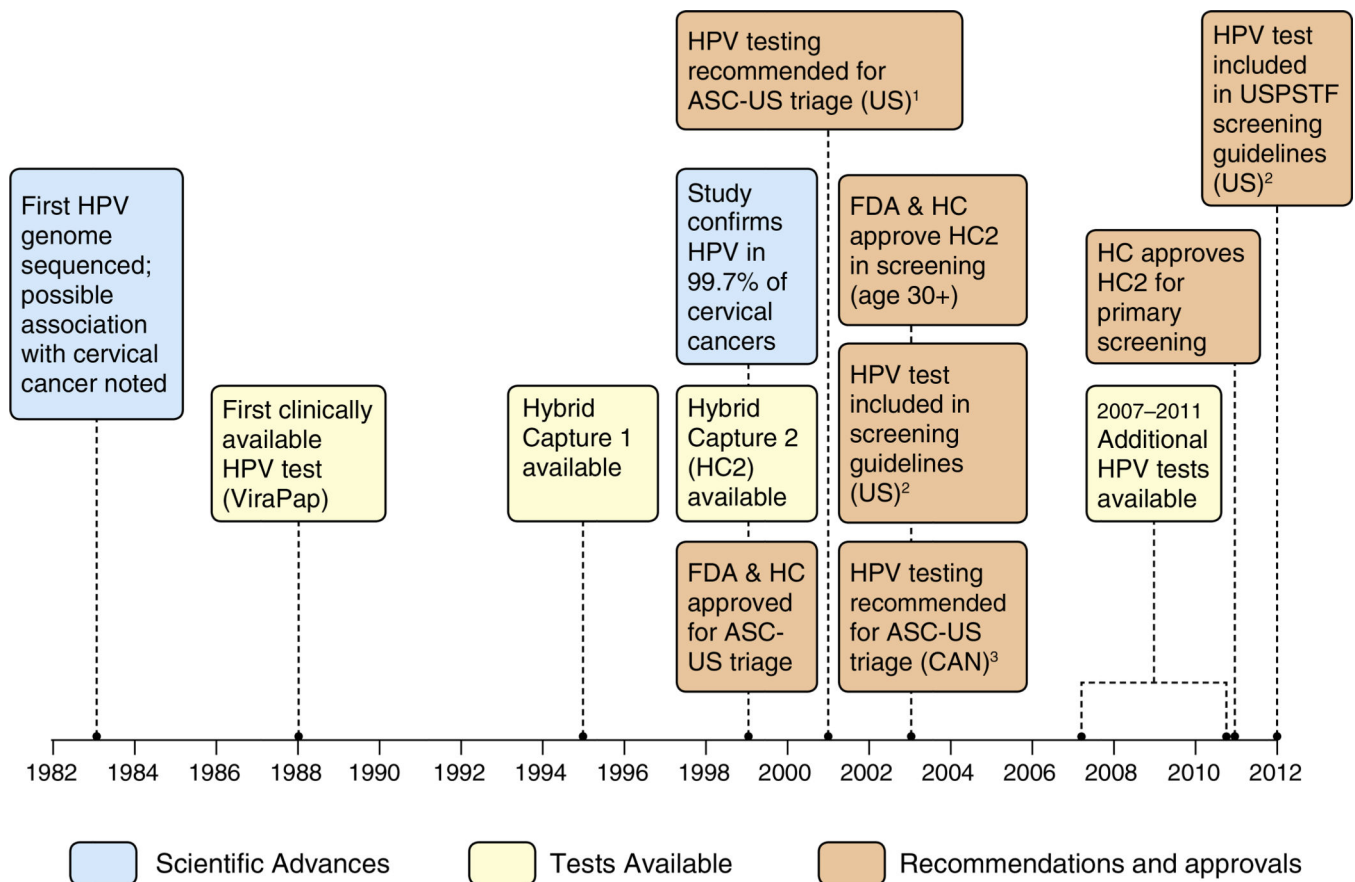 HPV testing
recommended for
ASC-US triage (US)¹
HPV test
included
in USPSTF
screening
guidelines
(US)²
First HPV
genome
sequenced;
possible
association
with cervical
cancer noted
Study
confirms
HPV in
99.7% of
cervical
cancers
FDA & HC
approve HC2
in screening
(age 30+)
HC approves
HC2 for
primary
screening
First clinically
available
HPV test
(ViraPap)
Hybrid
Capture 1
available
Hybrid
Capture 2
(HC2)
available
HPV test
included in
screening
guidelines
(US)²
2007–2011
Additional
HPV tests
available
FDA & HC
approved
for ASC-
US triage
HPV testing
recommended
for ASC-US
triage (CAN)³
1982 1984 1986 1988 1990 1992 1994 1996 1998 2000 2002 2004 2006 2008 2010 2012
Scientific Advances
Tests Available
Recommendations and approvals